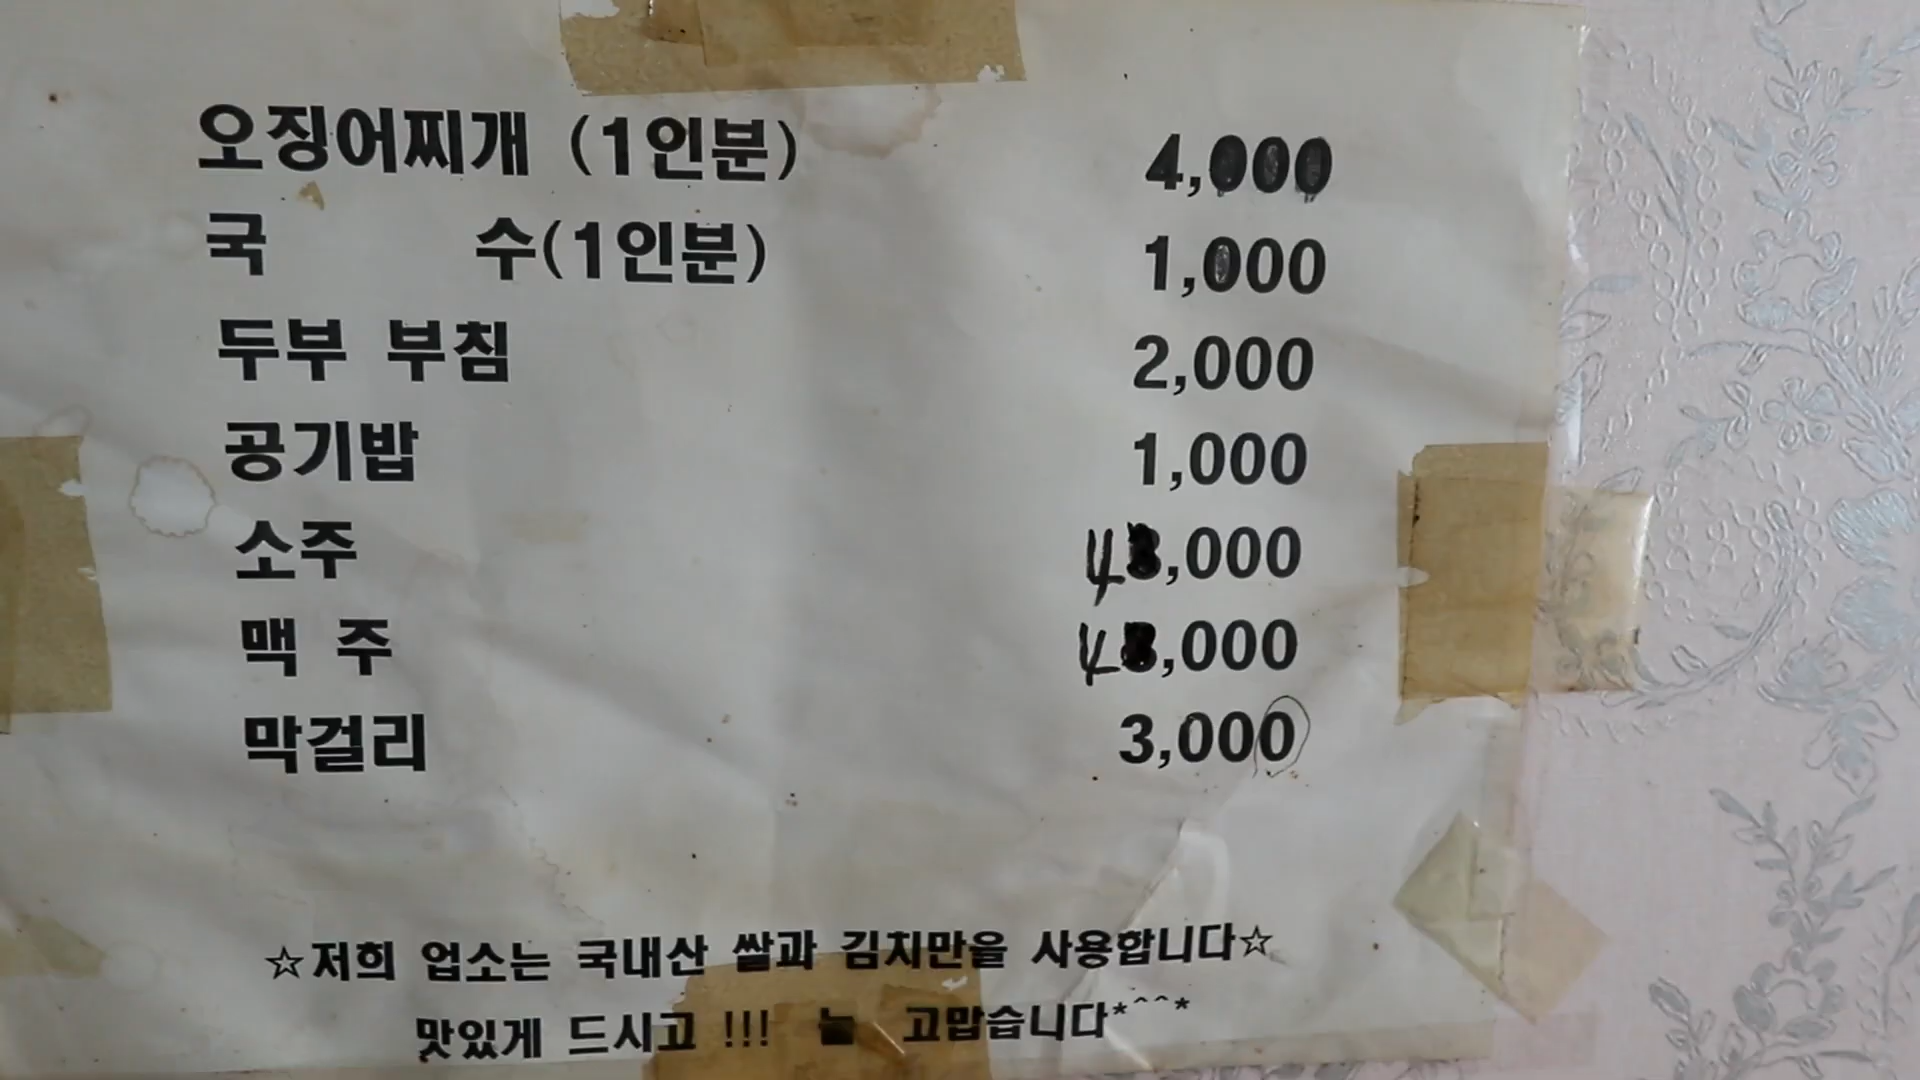 오징어찌개 (1인분) 4,000
국 수(1인분) 1,000
두부 부침 2,000
공기밥 1,000
소주 4,000
맥 주 4,000
막걸리 3,000
☆저희 업소는 국내산 쌀과 김치만을 사용합니다☆
맛있게 드시고 !!! 늘 고맙습니다*^^*